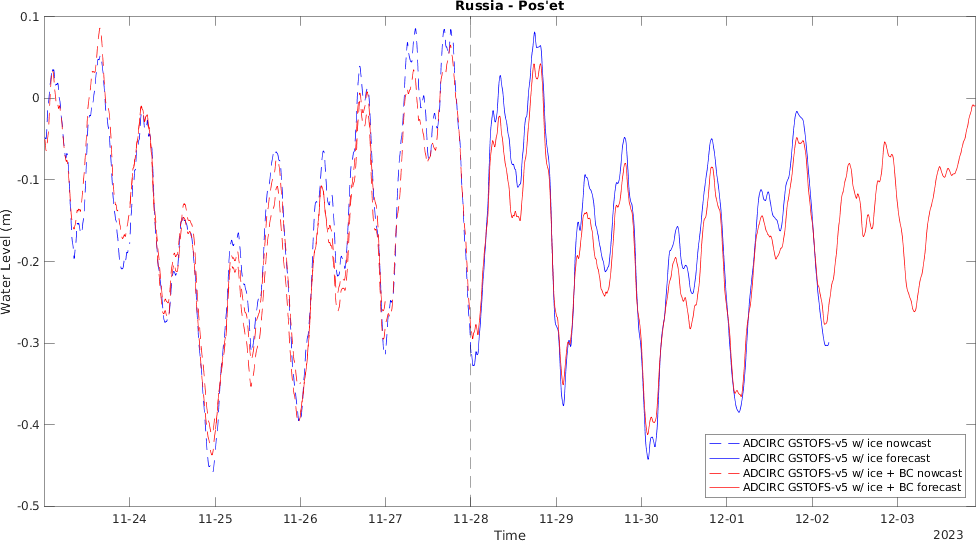 Russia - Pos'et
0.1
0
-0.1
-0.2
-0.3
-0.4
-0.5
Water Level (m)
ADCIRC GSTOFS-v5 w/ ice nowcast
ADCIRC GSTOFS-v5 w/ ice forecast
ADCIRC GSTOFS-v5 w/ ice + BC nowcast
ADCIRC GSTOFS-v5 w/ ice + BC forecast
11-24 11-25 11-26 11-27 11-28 11-29 11-30 12-01 12-02 12-03
Time
2023